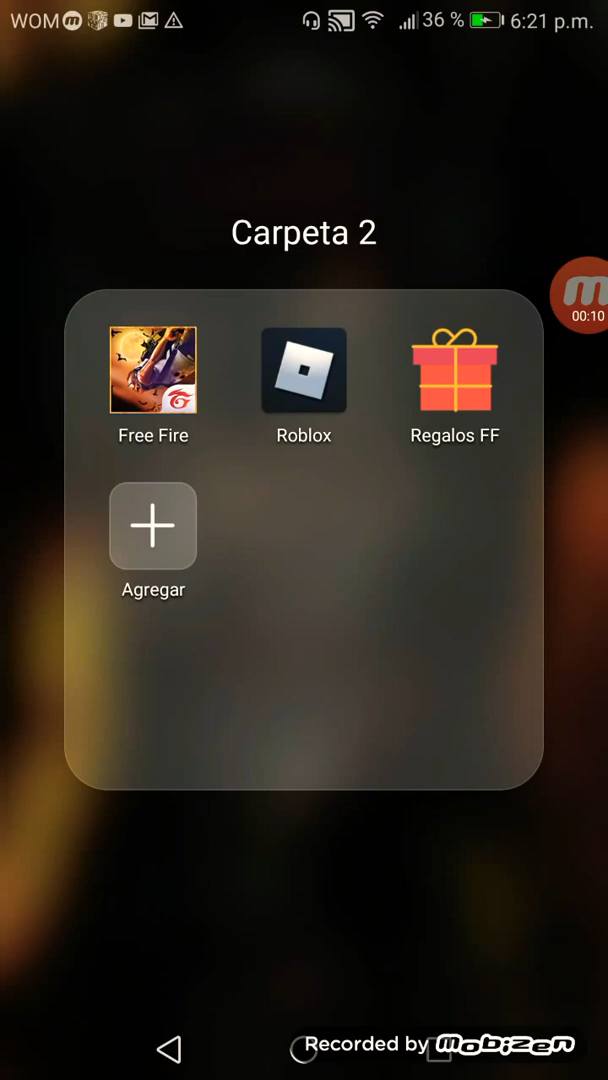 WOM 36 % 6:21 p.m.
Carpeta 2
00:10
Free Fire Roblox Regalos FF
Agregar
Recorded by mobizen